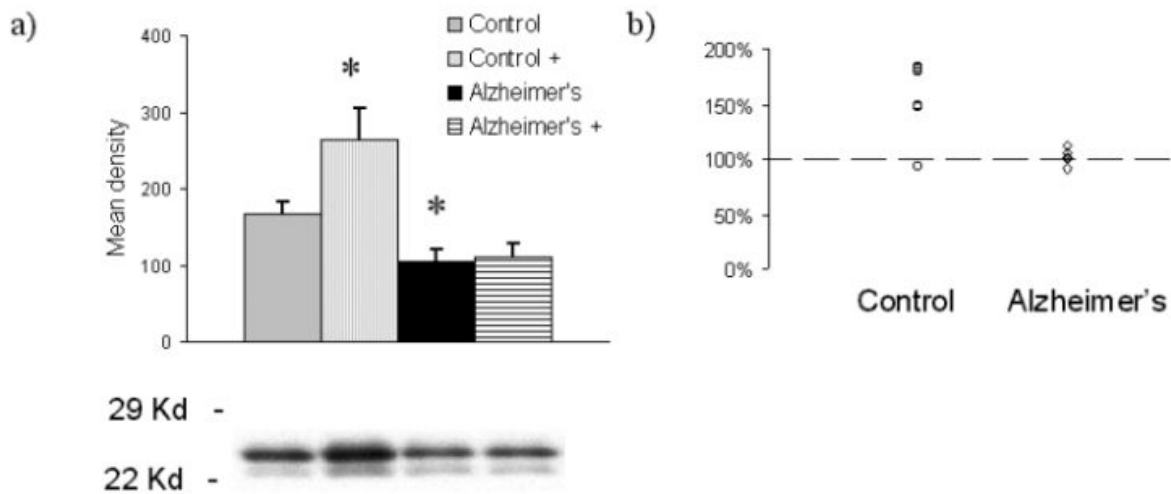 a)
Control
Control +
Alzheimer's
Alzheimer's +
400
300
200
100
0
Mean density
*
*
29 Kd -
22 Kd -
b)
200%
150%
100%
50%
0%
Control
Alzheimer's